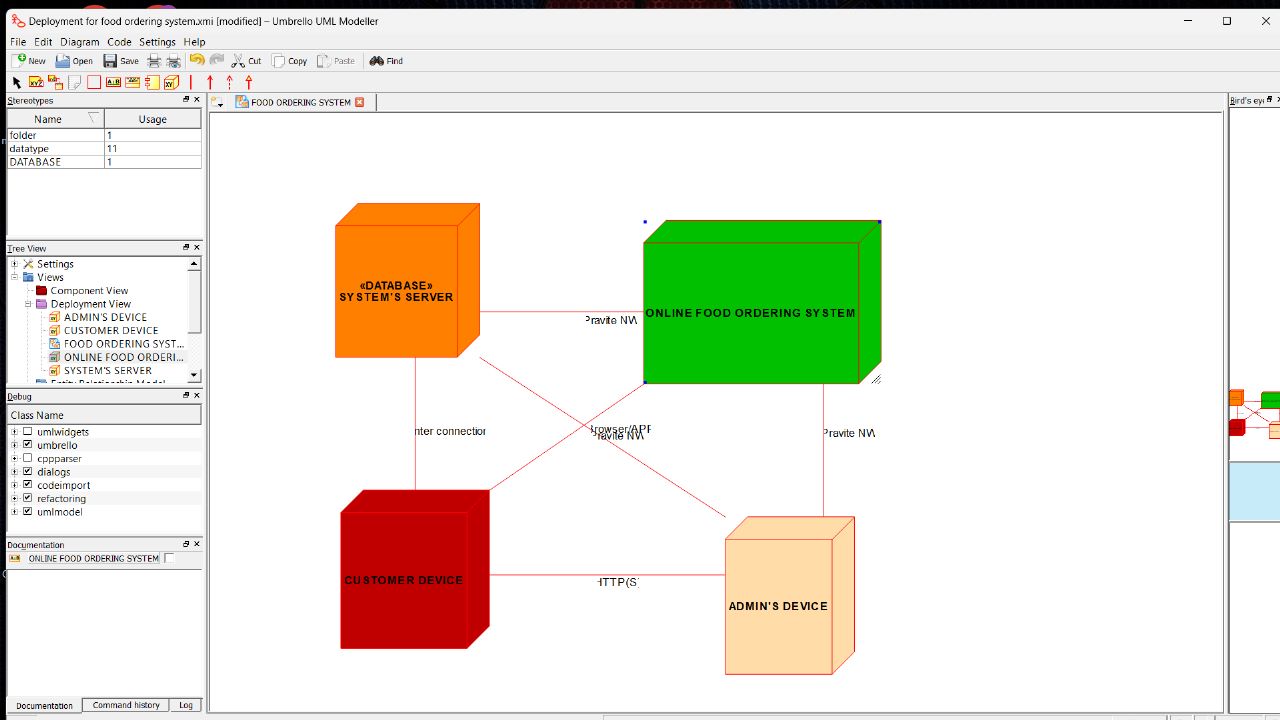 Deployment for food ordering system.xmi [modified] – Umbrello UML Modeller
File Edit Diagram Code Settings Help
New Open Save Cut Copy Paste Find
Stereotypes
Name Usage
folder 1
datatype 11
DATABASE 1
Tree View
Settings
Views
Component View
Deployment View
ADMIN'S DEVICE
CUSTOMER DEVICE
FOOD ORDERING SYST...
ONLINE FOOD ORDERI...
SYSTEM'S SERVER
Debug
Class Name
umlwidgets
umbrello
cppparser
dialogs
codeimport
refactoring
umlmodel
Documentation
ONLINE FOOD ORDERING SYSTEM
Documentation Command history Log
FOOD ORDERING SYSTEM
«DATABASE»
SYSTEM'S SERVER
Pravite NW
ONLINE FOOD ORDERING SYSTEM
nter connection
Browser/APP
Pravite NW
Pravite NW
CUSTOMER DEVICE
HTTP(S)
ADMIN'S DEVICE
Bird's eye